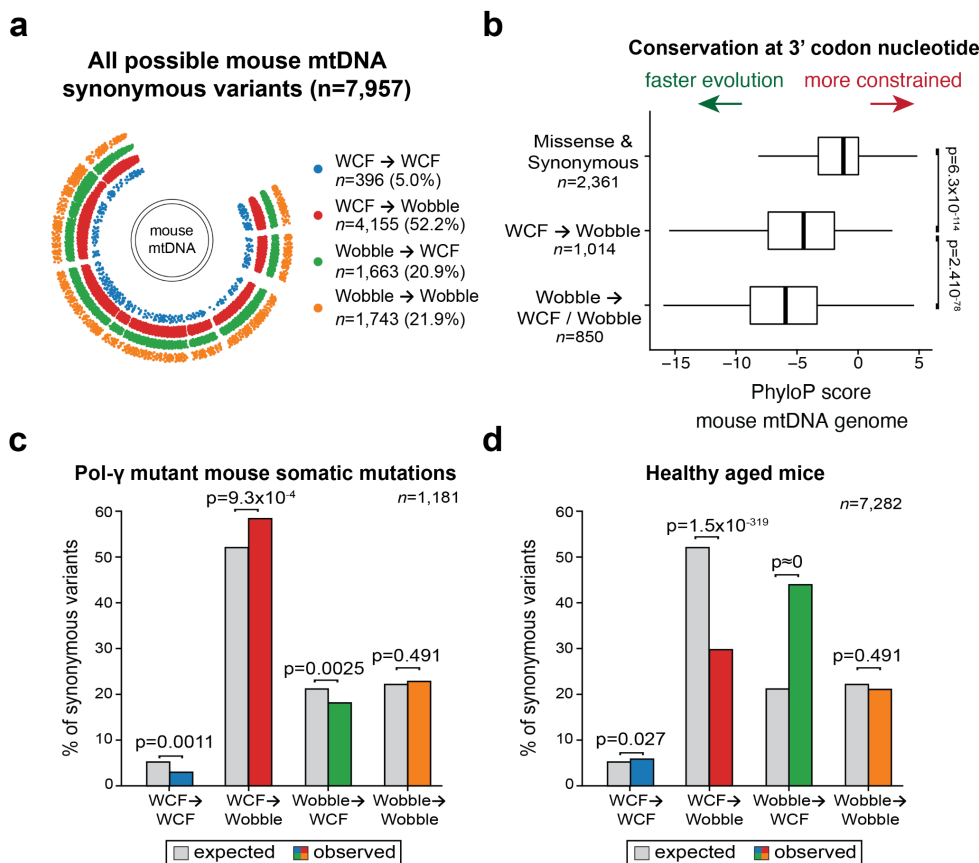 a
All possible mouse mtDNA
synonymous variants (n=7,957)
mouse
mtDNA
WCF → WCF
n=396 (5.0%)
WCF → Wobble
n=4,155 (52.2%)
Wobble → WCF
n=1,663 (20.9%)
Wobble → Wobble
n=1,743 (21.9%)
b
Conservation at 3' codon nucleotide
faster evolution
more constrained
Missense &
Synonymous
n=2,361
WCF → Wobble
n=1,014
Wobble →
WCF / Wobble
n=850
p=6.3x10⁻¹¹⁴
p=2.410⁻⁷⁸
−15 −10 −5 0 5
PhyloP score
mouse mtDNA genome
c
Pol-γ mutant mouse somatic mutations
n=1,181
% of synonymous variants
60
50
40
30
20
10
0
p=0.0011
p=9.3x10⁻⁴
p=0.0025
p=0.491
WCF→
WCF
WCF→
Wobble
Wobble→
WCF
Wobble→
Wobble
expected
observed
d
Healthy aged mice
n=7,282
% of synonymous variants
60
50
40
30
20
10
0
p=0.027
p=1.5x10⁻³¹⁹
p≈0
p=0.491
WCF→
WCF
WCF→
Wobble
Wobble→
WCF
Wobble→
Wobble
expected
observed